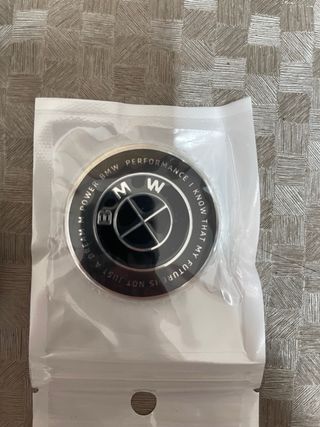 BMW
M POWER BMW PERFORMANCE I KNOW THAT MY FUTURE IS NOT JUST A DREAM